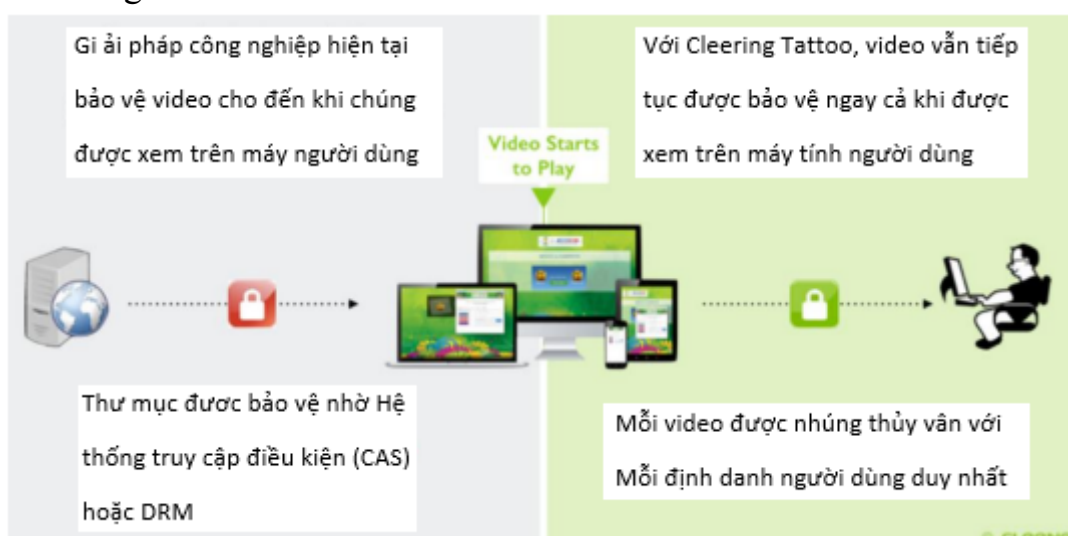 Gi ải pháp công nghiệp hiện tại
bảo vệ video cho đến khi chúng
được xem trên máy người dùng
Với Cleering Tattoo, video vẫn tiếp
tục được bảo vệ ngay cả khi được
xem trên máy tính người dùng
Video Starts
to Play
Thư mục đươc bảo vệ nhờ Hệ
thống truy cập điều kiện (CAS)
hoặc DRM
Mỗi video được nhúng thủy vân với
Mỗi định danh người dùng duy nhất